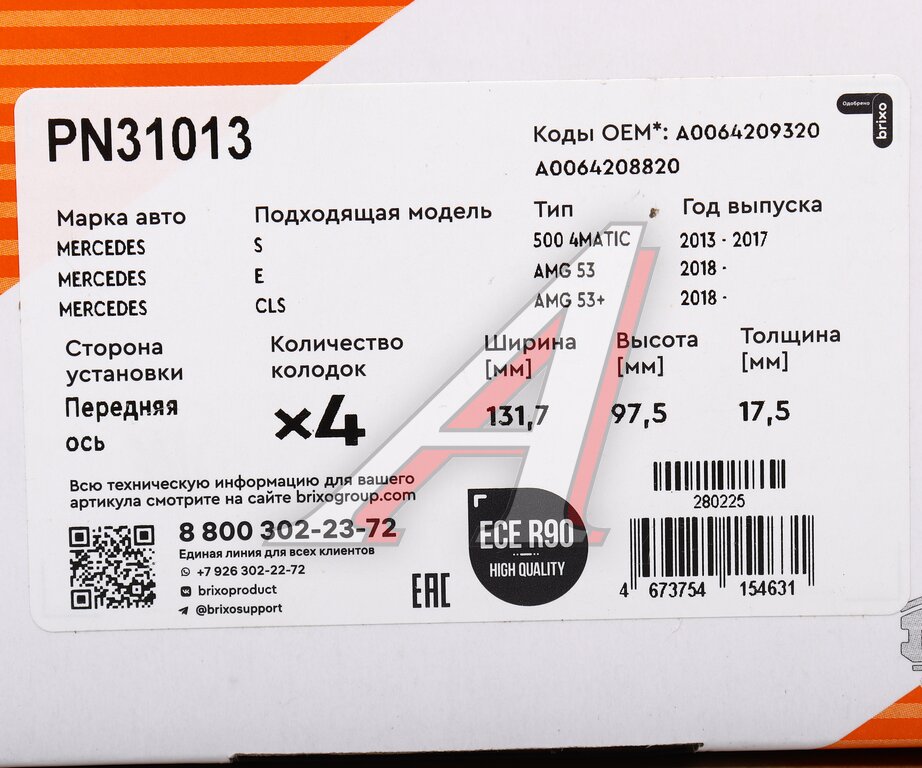 PN31013
Коды OEM*: A0064209320
A0064208820
Одобрено
brixo
Марка авто Подходящая модель Тип Год выпуска
MERCEDES S 500 4MATIC 2013 - 2017
MERCEDES E AMG 53 2018 -
MERCEDES CLS AMG 53+ 2018 -
Сторона установки Количество колодок Ширина [мм] Высота [мм] Толщина [мм]
Передняя ось ×4 131,7 97,5 17,5
Всю техническую информацию для вашего
артикула смотрите на сайте brixogroup.com
8 800 302-23-72
Единая линия для всех клиентов
+7 926 302-22-72
brixoproduct
@brixosupport
EAC
ECE R90
HIGH QUALITY
280225
4 673754 154631